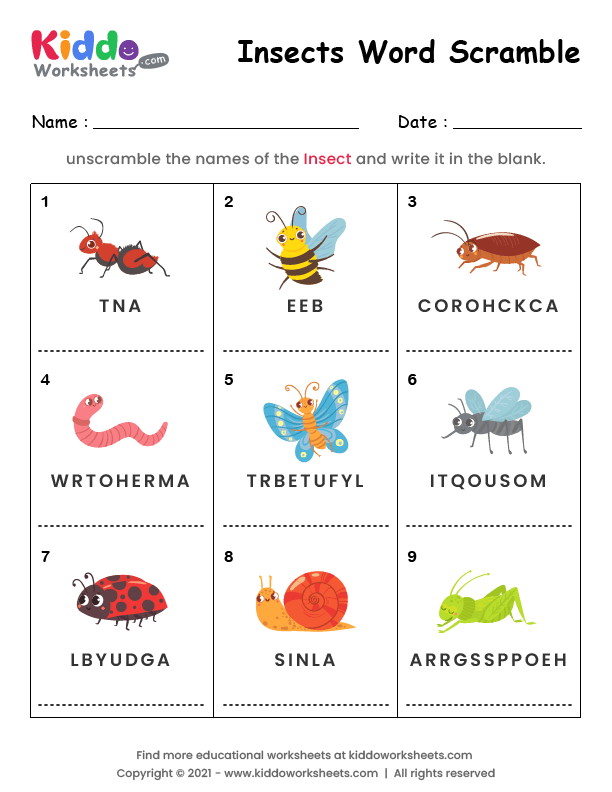 Kiddo
Worksheets
.com
Insects Word Scramble
Name :
Date :
unscramble the names of the Insect and write it in the blank.
1
TNA
2
EEB
3
COROHCKCA
4
WRTOHERMA
5
TRBETUFYL
6
ITQOUSOM
7
LBYUDGA
8
SINLA
9
ARRGSSPPOEH
Find more educational worksheets at kiddoworksheets.com
Copyright © 2021 - www.kiddoworksheets.com | All rights reserved